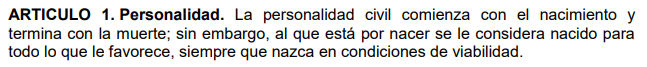 ARTICULO 1. Personalidad. La personalidad civil comienza con el nacimiento y
termina con la muerte; sin embargo, al que está por nacer se le considera nacido para
todo lo que le favorece, siempre que nazca en condiciones de viabilidad.